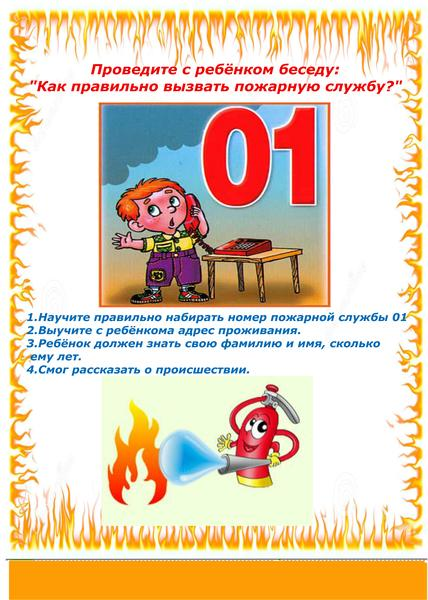 Проведите с ребёнком беседу:
"Как правильно вызвать пожарную службу?"
01
1.Научите правильно набирать номер пожарной службы 01
2.Выучите с ребёнкома адрес проживания.
3.Ребёнок должен знать свою фамилию и имя, сколько
ему лет.
4.Смог рассказать о происшествии.